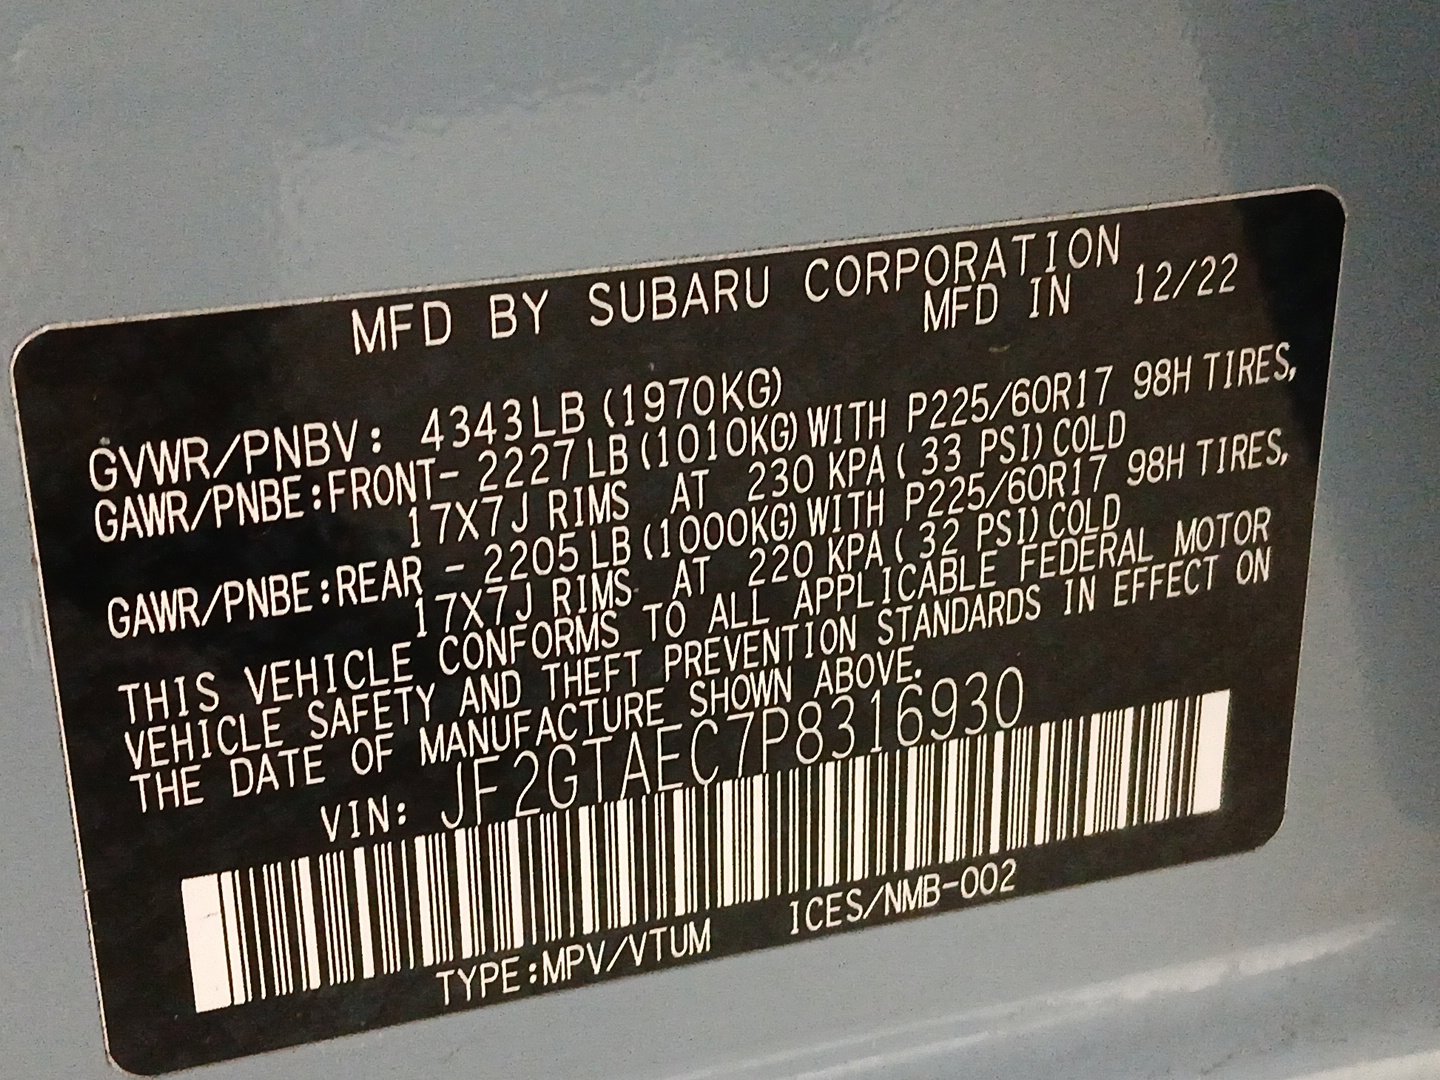 MFD BY SUBARU CORPORATION
MFD IN 12/22
GVWR/PNBV: 4343LB (1970KG)
GAWR/PNBE:FRONT- 2227LB (1010KG) WITH P225/60R17 98H TIRES,
17X7J RIMS AT 230 KPA ( 33 PSI) COLD
GAWR/PNBE:REAR - 2205LB (1000KG) WITH P225/60R17 98H TIRES,
17X7J RIMS AT 220 KPA ( 32 PSI) COLD
THIS VEHICLE CONFORMS TO ALL APPLICABLE FEDERAL MOTOR
VEHICLE SAFETY AND THEFT PREVENTION STANDARDS IN EFFECT ON
THE DATE OF MANUFACTURE SHOWN ABOVE.
VIN: JF2GTAEC7P8316930
TYPE:MPV/VTUM ICES/NMB-002